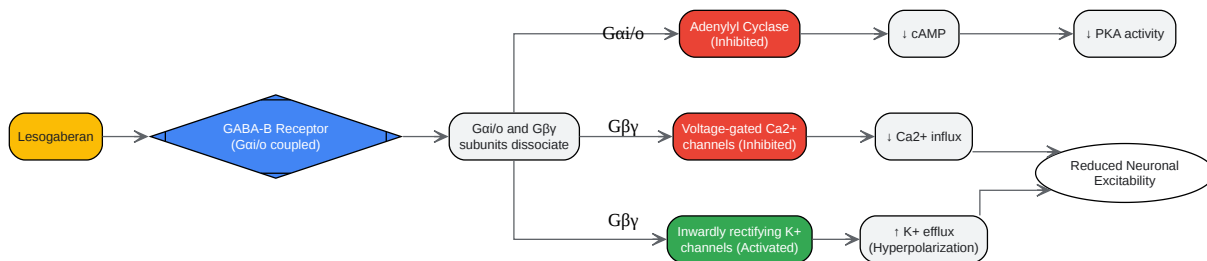 Gαi/o
Adenylyl Cyclase
(Inhibited)
↓ cAMP
↓ PKA activity
Lesogaberan
GABA-B Receptor
(Gαi/o coupled)
Gαi/o and Gβγ
subunits dissociate
Gβγ
Voltage-gated Ca2+
channels (Inhibited)
↓ Ca2+ influx
Reduced Neuronal
Excitability
Gβγ
Inwardly rectifying K+
channels (Activated)
↑ K+ efflux
(Hyperpolarization)